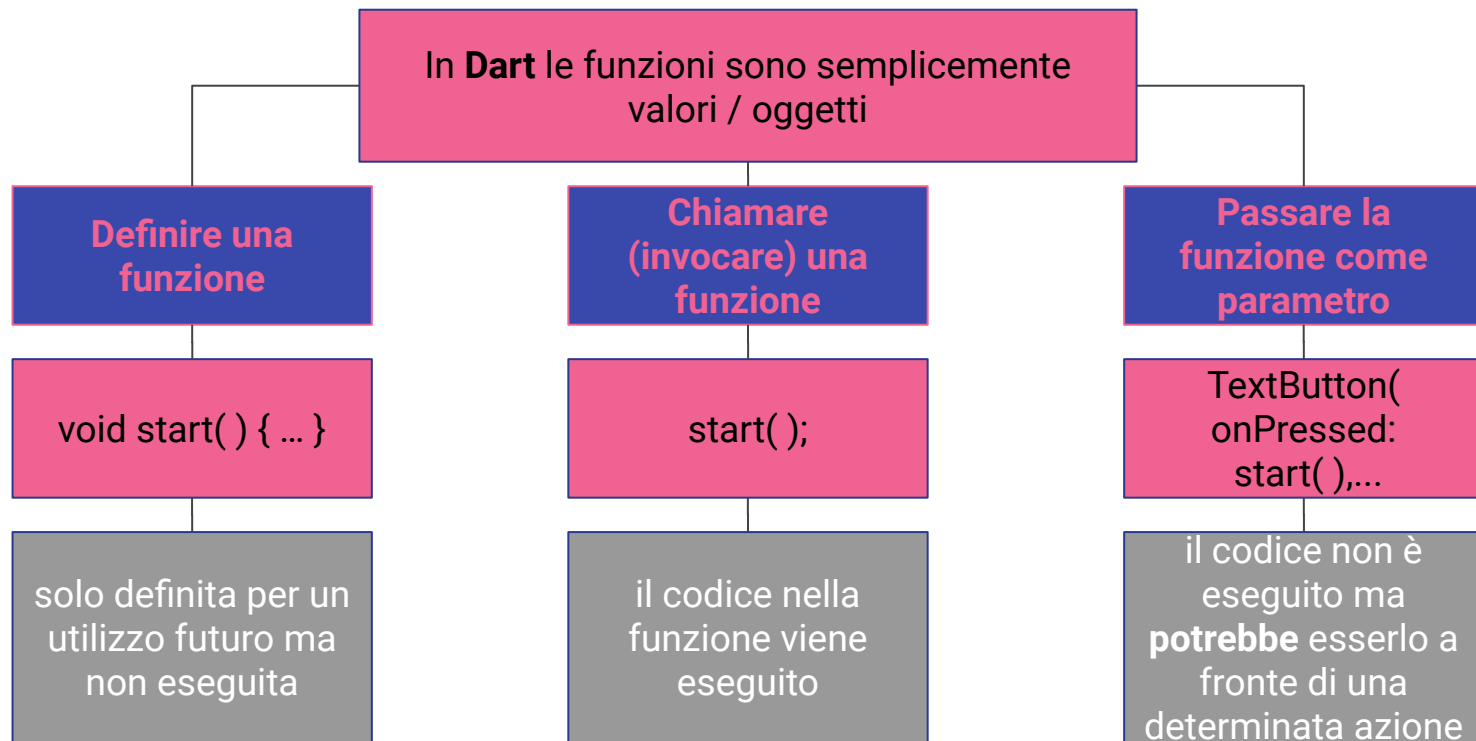 In Dart le funzioni sono semplicemente
valori / oggetti
Definire una
funzione
void start( ) { … }
solo definita per un
utilizzo futuro ma
non eseguita
Chiamare
(invocare) una
funzione
start( );
il codice nella
funzione viene
eseguito
Passare la
funzione come
parametro
TextButton(
onPressed:
start( ),...
il codice non è
eseguito ma
potrebbe esserlo a
fronte di una
determinata azione